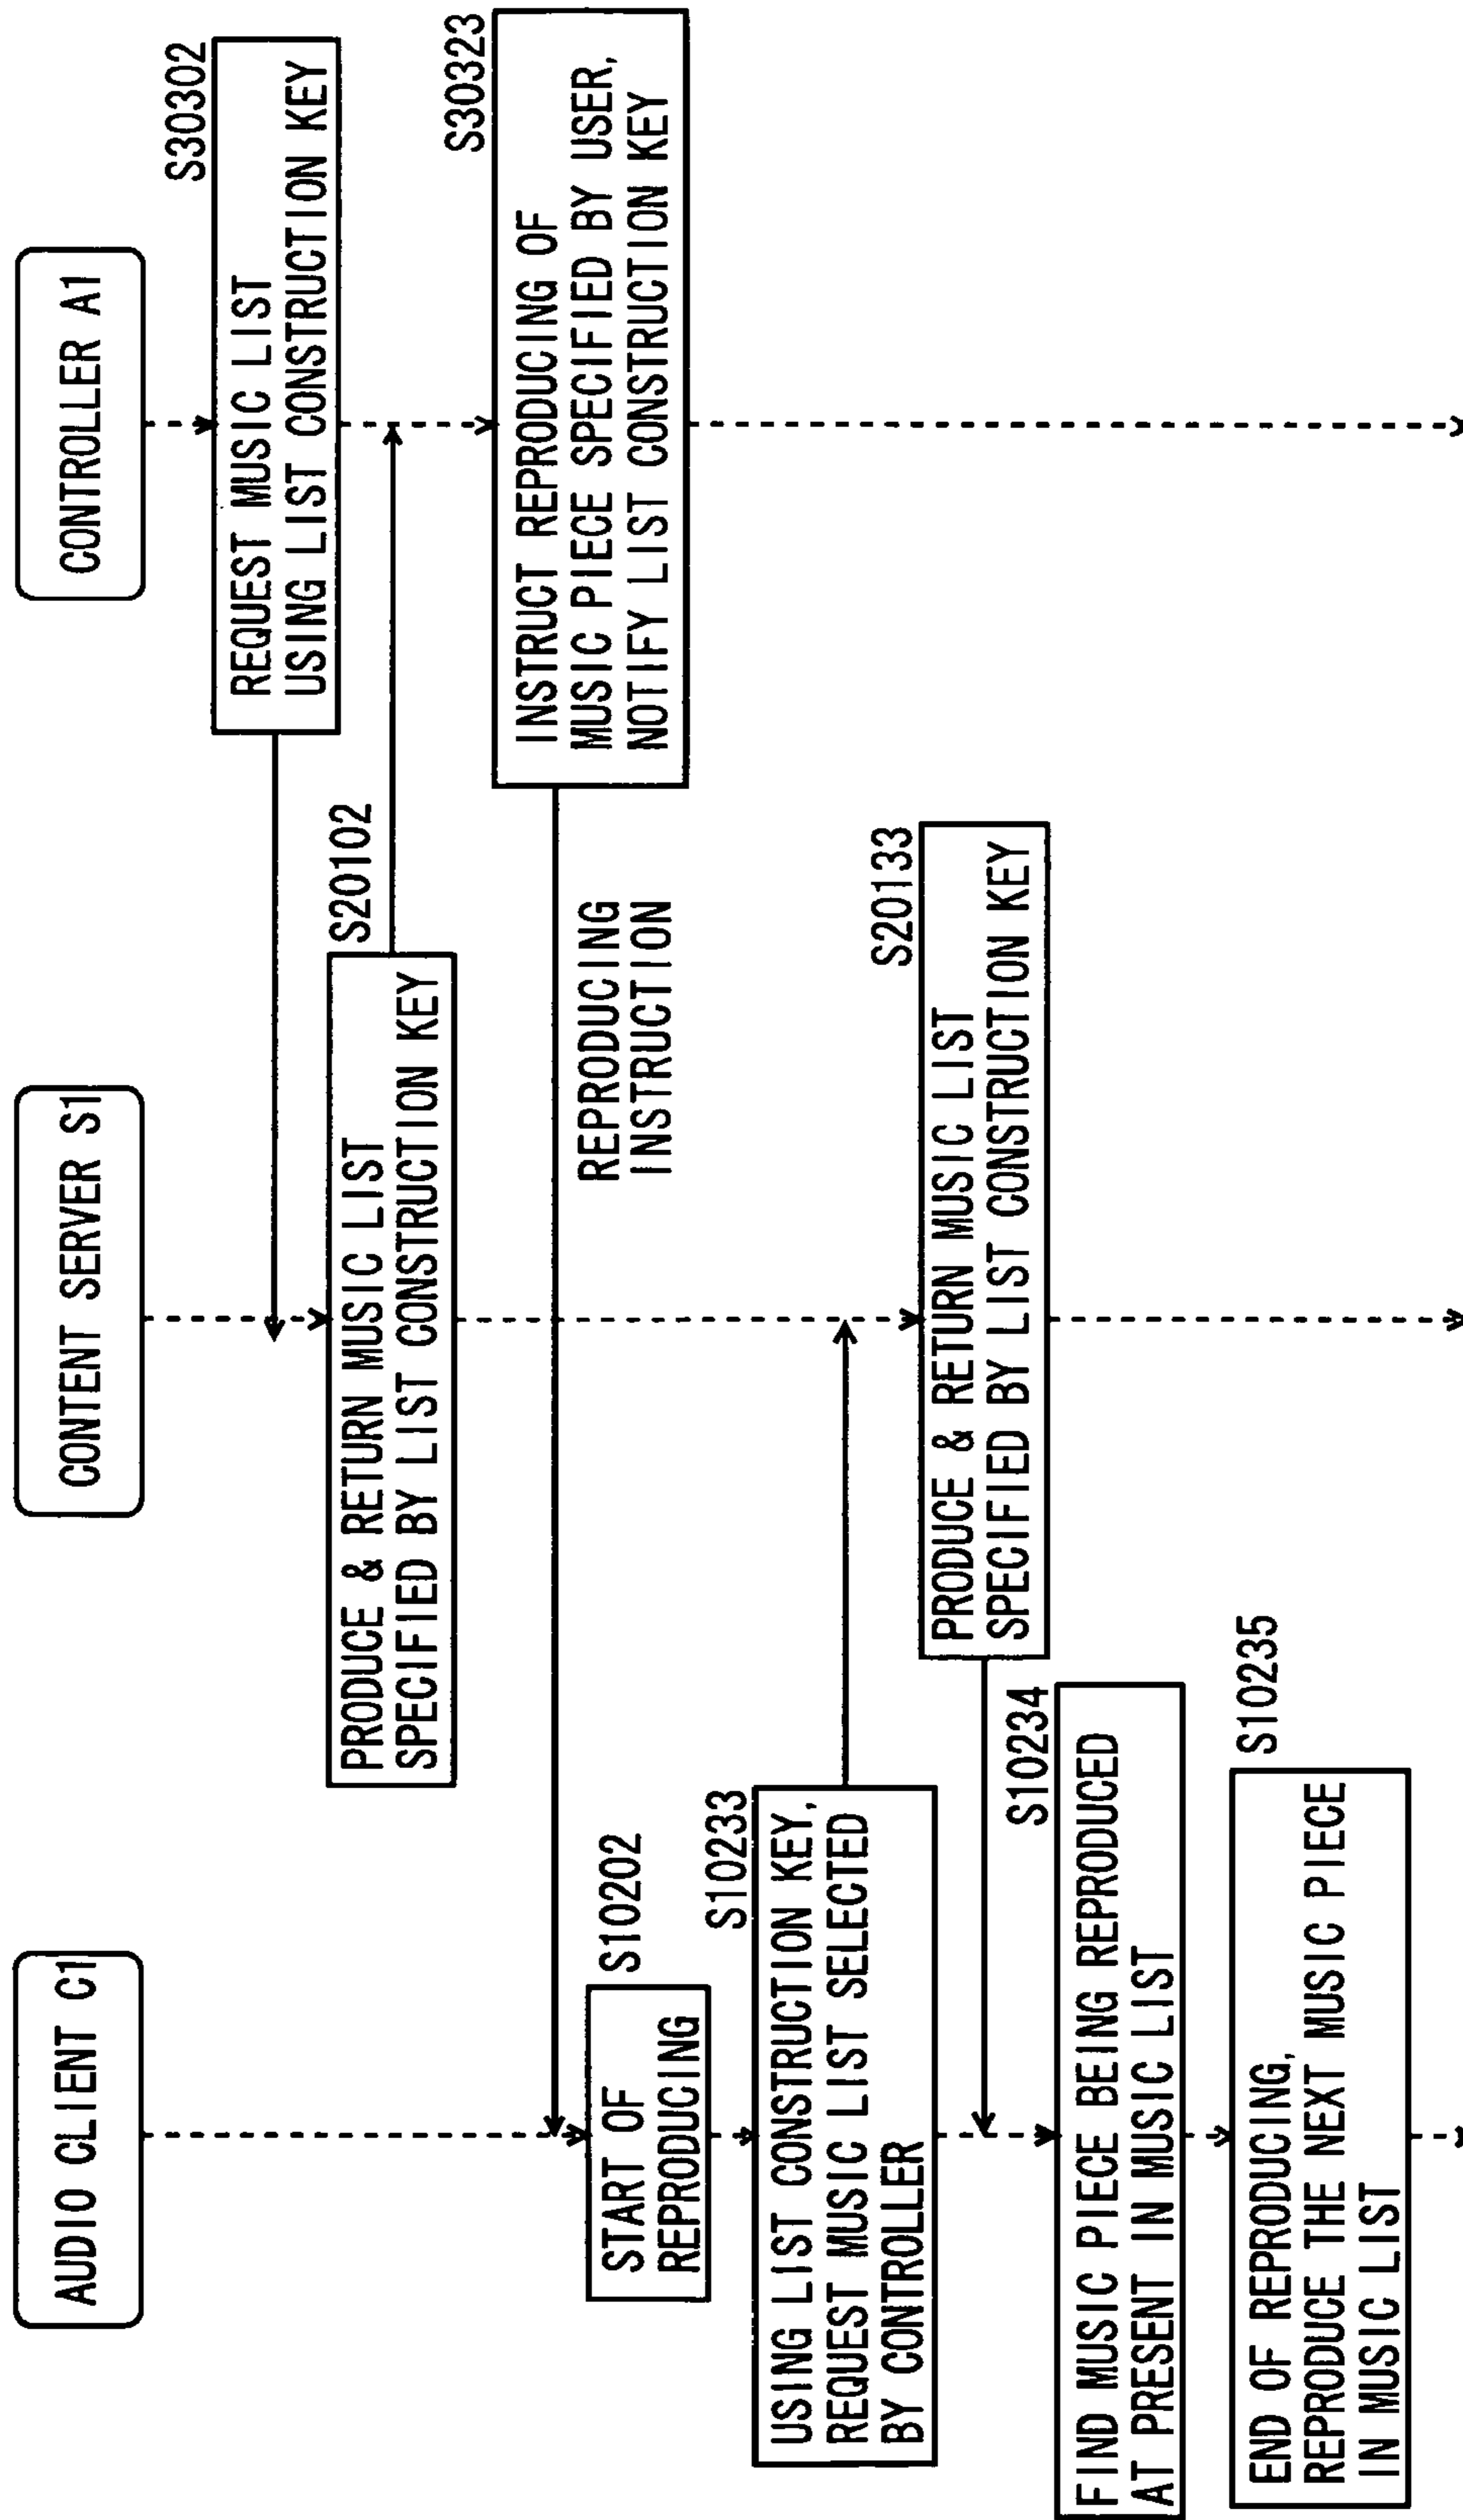 AUDIO CLIENT C1
CONTENT SERVER S1
CONTROLLER A1
S30302
REQUEST MUSIC LIST
USING LIST CONSTRUCTION KEY
S20102
PRODUCE & RETURN MUSIC LIST
SPECIFIED BY LIST CONSTRUCTION KEY
S30323
INSTRUCT REPRODUCING OF
MUSIC PIECE SPECIFIED BY USER,
NOTIFY LIST CONSTRUCTION KEY
REPRODUCING
INSTRUCTION
S10202
START OF
REPRODUCING
S10233
USING LIST CONSTRUCTION KEY,
REQUEST MUSIC LIST SELECTED
BY CONTROLLER
S20133
PRODUCE & RETURN MUSIC LIST
SPECIFIED BY LIST CONSTRUCTION KEY
S10234
FIND MUSIC PIECE BEING REPRODUCED
AT PRESENT IN MUSIC LIST
S10235
END OF REPRODUCING,
REPRODUCE THE NEXT MUSIC PIECE
IN MUSIC LIST